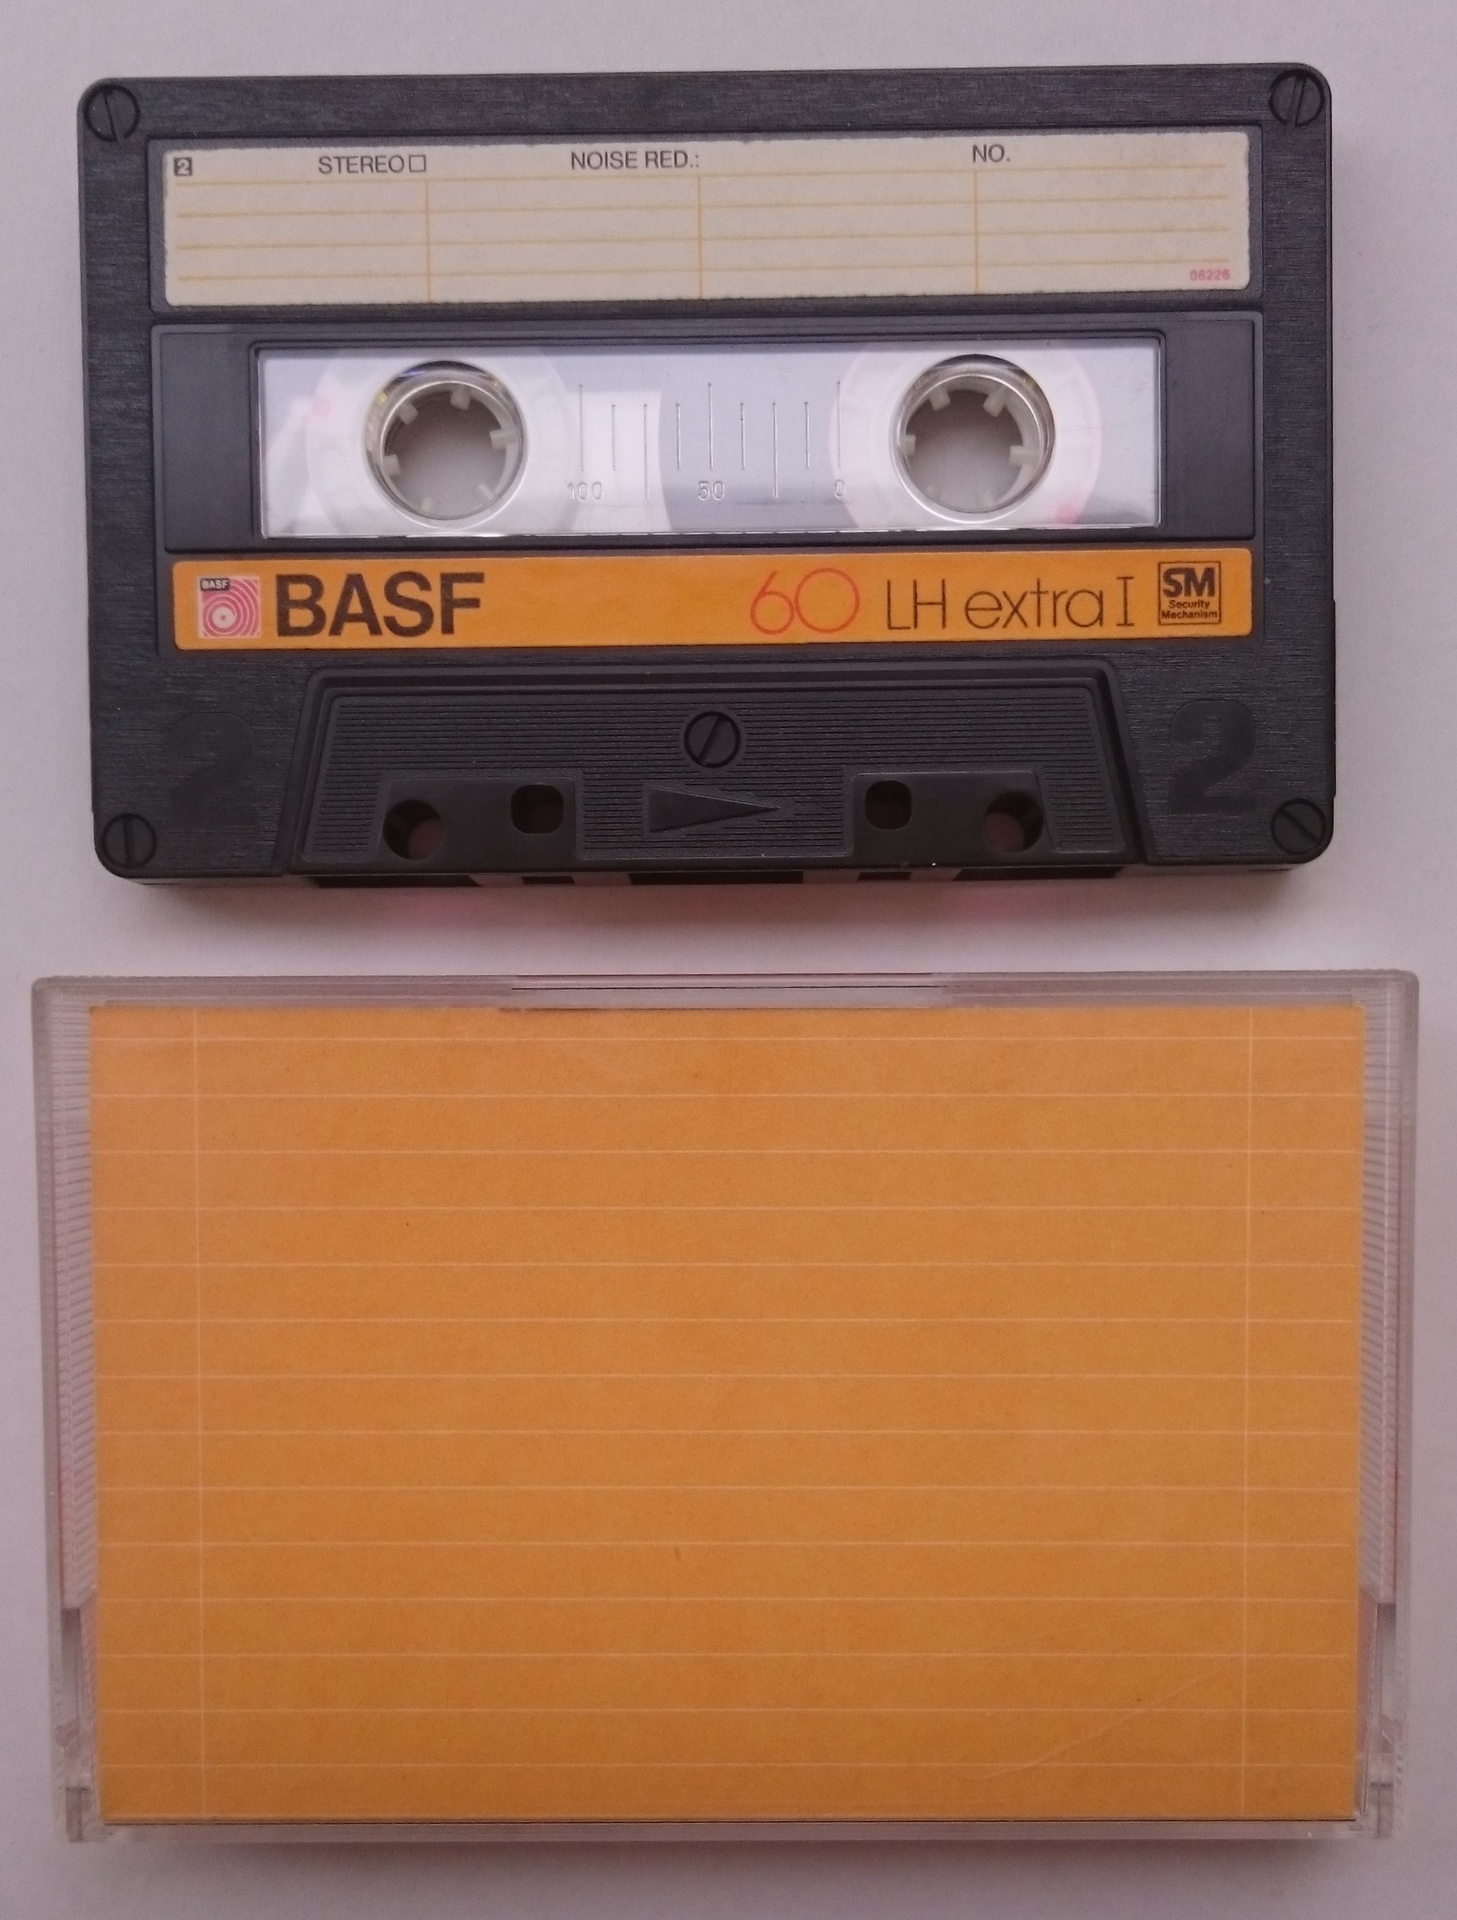 2 STEREO NOISE RED.: NO.
06226
100 50 0
BASF BASF 60 LH extra I SM
Security
Mechanism
2 2